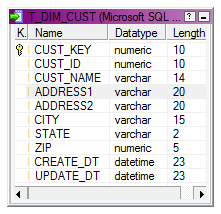 T_DIM_CUST (Microsoft SQL ...
K. Name Datatype Length
CUST_KEY numeric 10
CUST_ID numeric 10
CUST_NAME varchar 14
ADDRESS1 varchar 20
ADDRESS2 varchar 20
CITY varchar 15
STATE varchar 2
ZIP numeric 5
CREATE_DT datetime 23
UPDATE_DT datetime 23